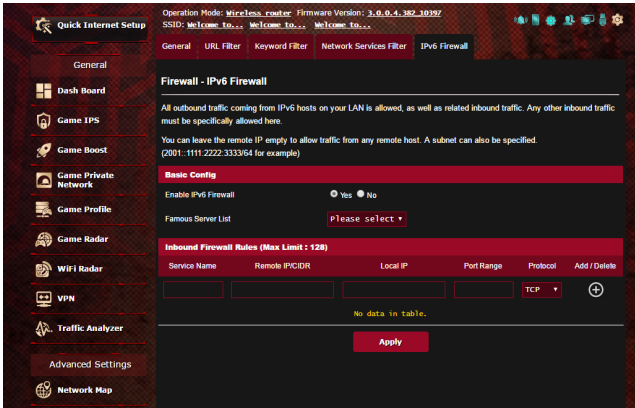 Quick Internet Setup
General
Dash Board
Game IPS
Game Boost
Game Private
Network
Game Profile
Game Radar
WiFi Radar
VPN
Traffic Analyzer
Advanced Settings
Network Map
Operation Mode: Wireless router Firmware Version: 3.0.0.4.382_10397
SSID: Welcome to... Welcome to... Welcome to...
General URL Filter Keyword Filter Network Services Filter IPv6 Firewall
Firewall - IPv6 Firewall
All outbound traffic coming from IPv6 hosts on your LAN is allowed, as well as related inbound traffic. Any other inbound traffic
must be specifically allowed here.
You can leave the remote IP empty to allow traffic from any remote host. A subnet can also be specified.
(2001::1111:2222:3333/64 for example)
Basic Config
Enable IPv6 Firewall Yes No
Famous Server List Please select
Inbound Firewall Rules (Max Limit : 128)
Service Name Remote IP/CIDR Local IP Port Range Protocol Add / Delete
TCP
No data in table.
Apply